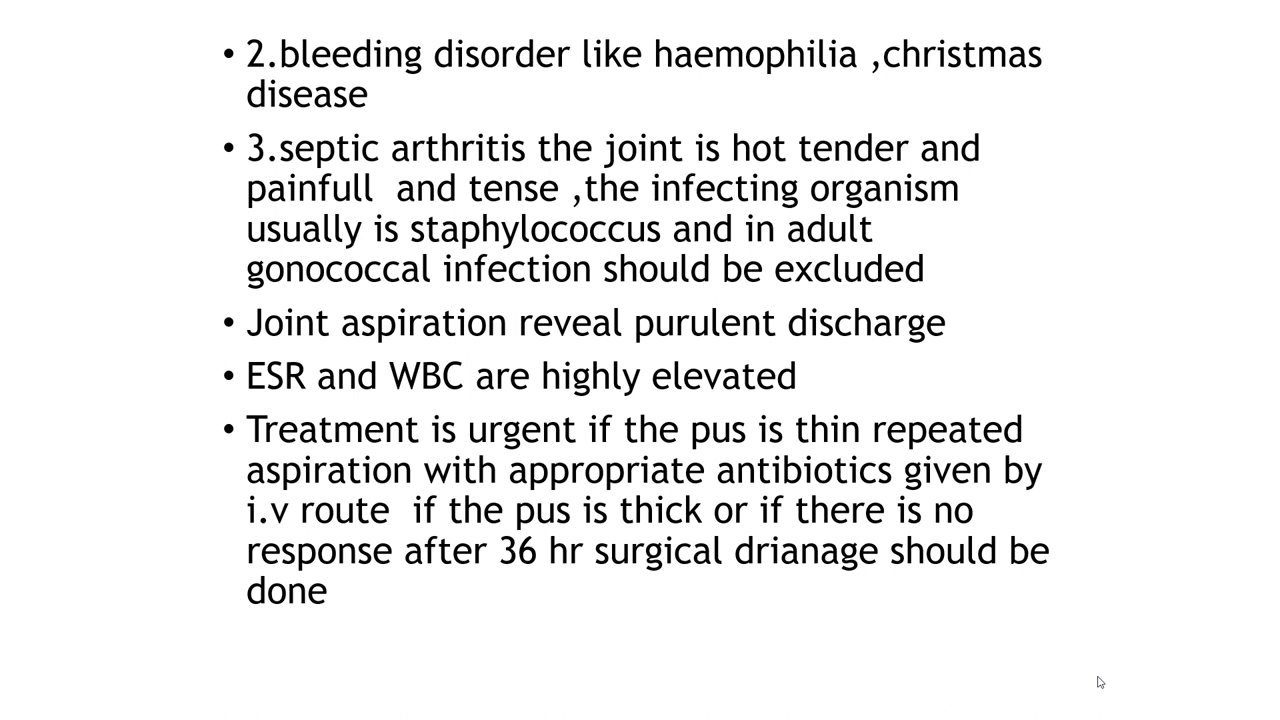 • 2.bleeding disorder like haemophilia ,christmas
disease
• 3.septic arthritis the joint is hot tender and
painfull  and tense ,the infecting organism
usually is staphylococcus and in adult
gonococcal infection should be excluded
• Joint aspiration reveal purulent discharge
• ESR and WBC are highly elevated
• Treatment is urgent if the pus is thin repeated
aspiration with appropriate antibiotics given by
i.v route  if the pus is thick or if there is no
response after 36 hr surgical drianage should be
done